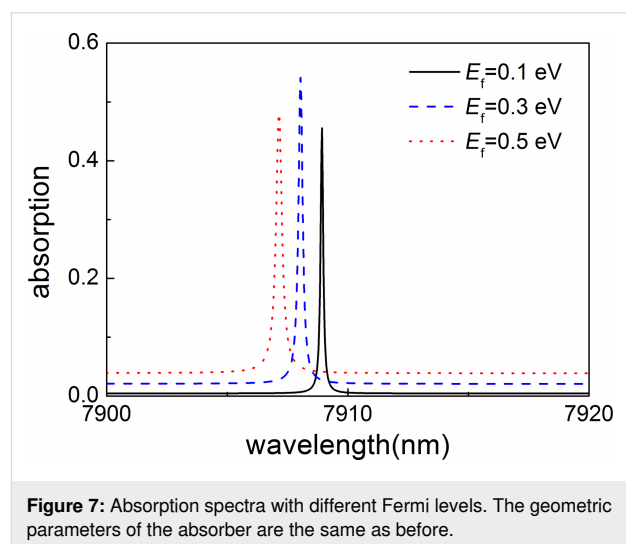 0.6
0.4
0.2
0.0
absorption
E_f=0.1 eV
E_f=0.3 eV
E_f=0.5 eV
7900 7910 7920
wavelength(nm)
Figure 7: Absorption spectra with different Fermi levels. The geometric
parameters of the absorber are the same as before.